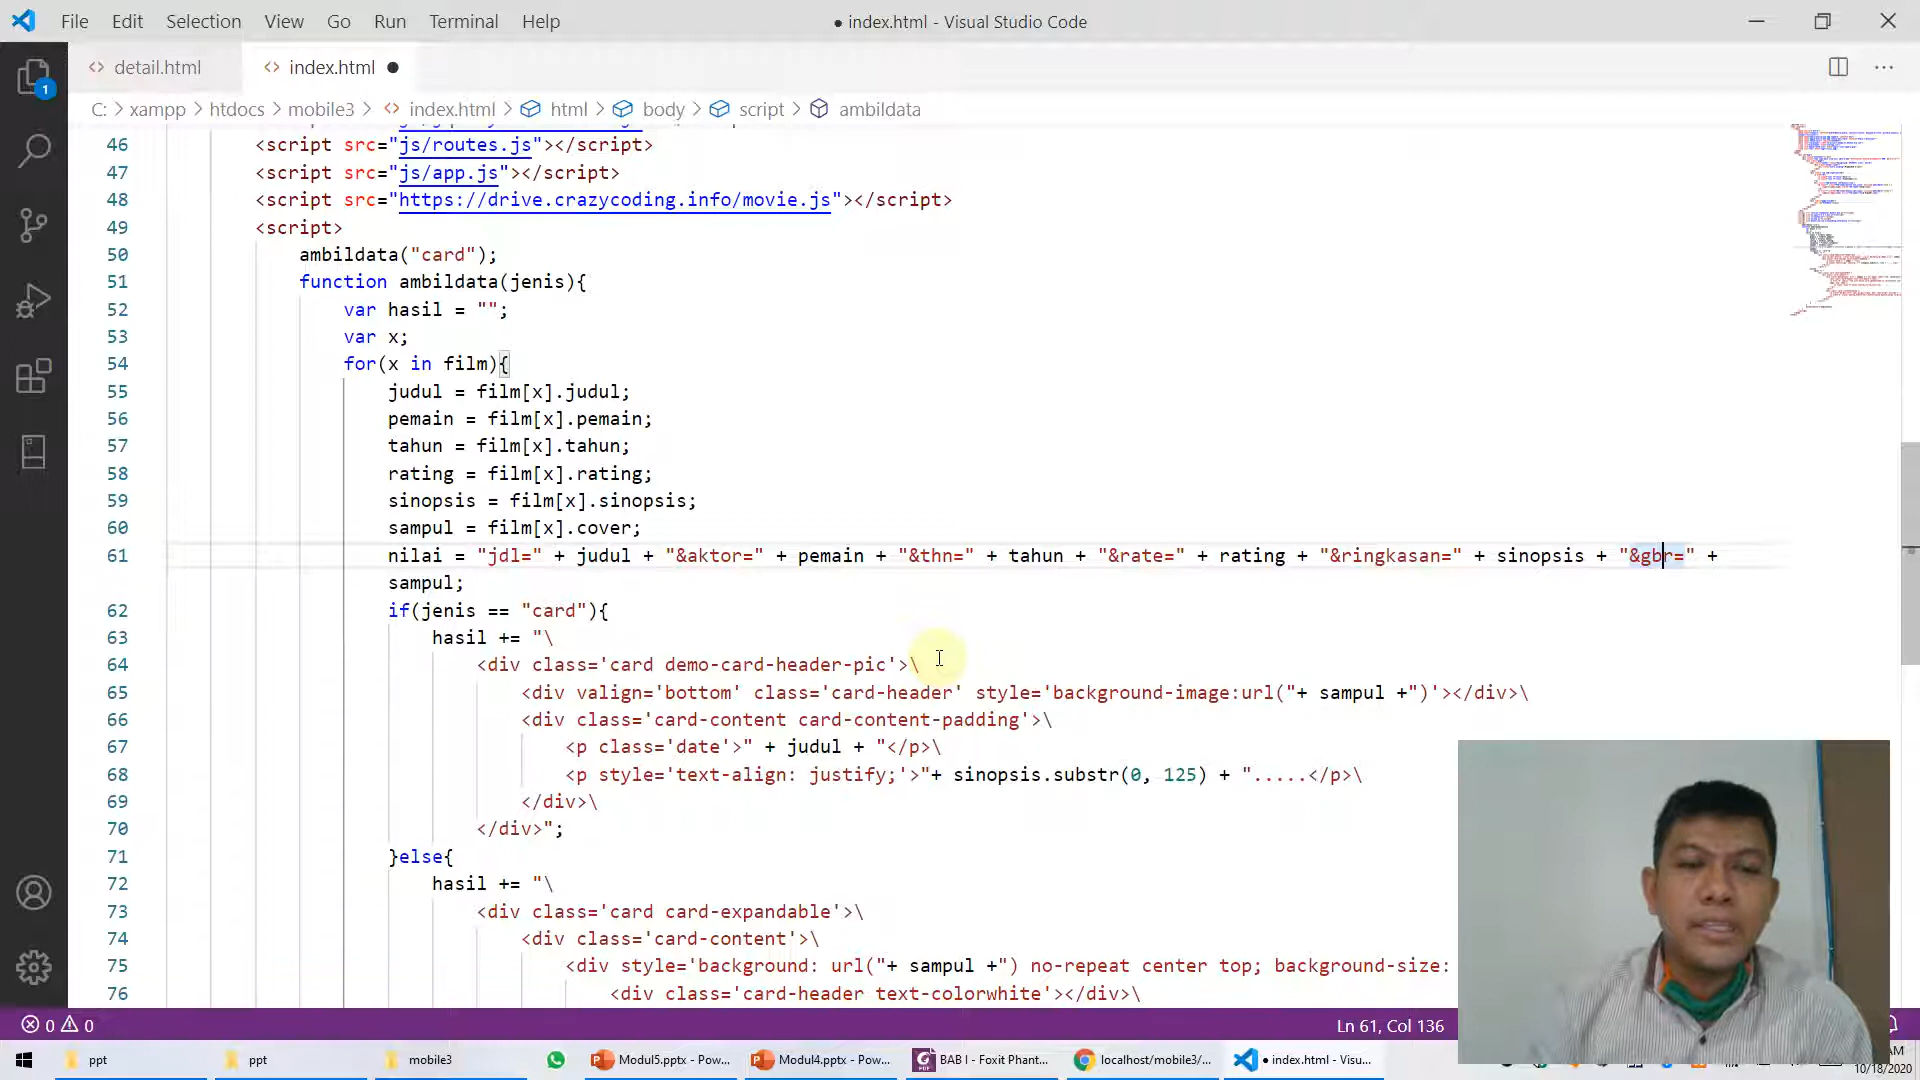 File Edit Selection View Go Run Terminal Help
● index.html - Visual Studio Code
detail.html index.html ●
C: > xampp > htdocs > mobile3 > index.html > html > body > script > ambildata
46 <script src="js/routes.js"></script>
47 <script src="js/app.js"></script>
48 <script src="https://drive.crazycoding.info/movie.js"></script>
49 <script>
50 ambildata("card");
51 function ambildata(jenis){
52 var hasil = "";
53 var x;
54 for(x in film){
55 judul = film[x].judul;
56 pemain = film[x].pemain;
57 tahun = film[x].tahun;
58 rating = film[x].rating;
59 sinopsis = film[x].sinopsis;
60 sampul = film[x].cover;
61 nilai = "jdl=" + judul + "&aktor=" + pemain + "&thn=" + tahun + "&rate=" + rating + "&ringkasan=" + sinopsis + "&gbr=" +
sampul;
62 if(jenis == "card"){
63 hasil += "\
64 <div class='card demo-card-header-pic'>\
65 <div valign='bottom' class='card-header' style='background-image:url("+ sampul +")'></div>\
66 <div class='card-content card-content-padding'>\
67 <p class='date'>" + judul + "</p>\
68 <p style='text-align: justify;'>"+ sinopsis.substr(0, 125) + ".....</p>\
69 </div>\
70 </div>";
71 }else{
72 hasil += "\
73 <div class='card card-expandable'>\
74 <div class='card-content'>\
75 <div style='background: url("+ sampul +") no-repeat center top; background-size:
76 <div class='card-header text-colorwhite'></div>\
1
0 0 Ln 61, Col 136
ppt ppt mobile3 Modul5.pptx - Pow... Modul4.pptx - Pow... BAB I - Foxit Phant... localhost/mobile3/... ● index.html - Visu...
10/18/2020